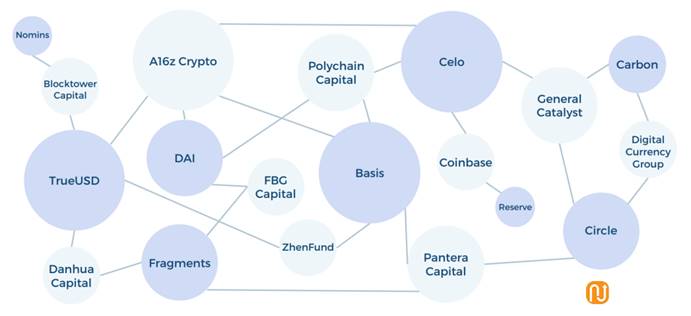 Nomins
Blocktower
Capital
A16z Crypto
Polychain
Capital
Celo
Carbon
General
Catalyst
TrueUSD
DAI
FBG
Capital
Basis
Coinbase
Digital
Currency
Group
Reserve
Danhua
Capital
Fragments
ZhenFund
Pantera
Capital
Circle